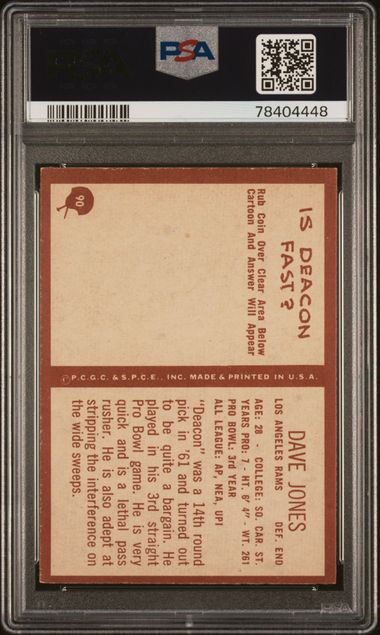 PSA
78404448
90
IS DEACON
FAST?
Rub Coin Over Clear Area Below
Cartoon And Answer Will Appear
P.C.G.C. & S.P.C.E., INC. MADE & PRINTED IN U.S.A.
DAVE JONES
LOS ANGELES RAMS DEF. END
AGE: 28 - COLLEGE: SO. CAR. ST.
YEARS PRO: 7 - HT. 6' 4" - WT. 261
PRO BOWL: 3rd YEAR
ALL LEAGUE: AP, NEA, UPI
"Deacon" was a 14th round
pick in '61 and turned out
to be quite a bargain. He
played in his 3rd straight
Pro Bowl game. He is very
quick and is a lethal pass
rusher. He is also adept at
stripping the interference on
the wide sweeps.
PSA